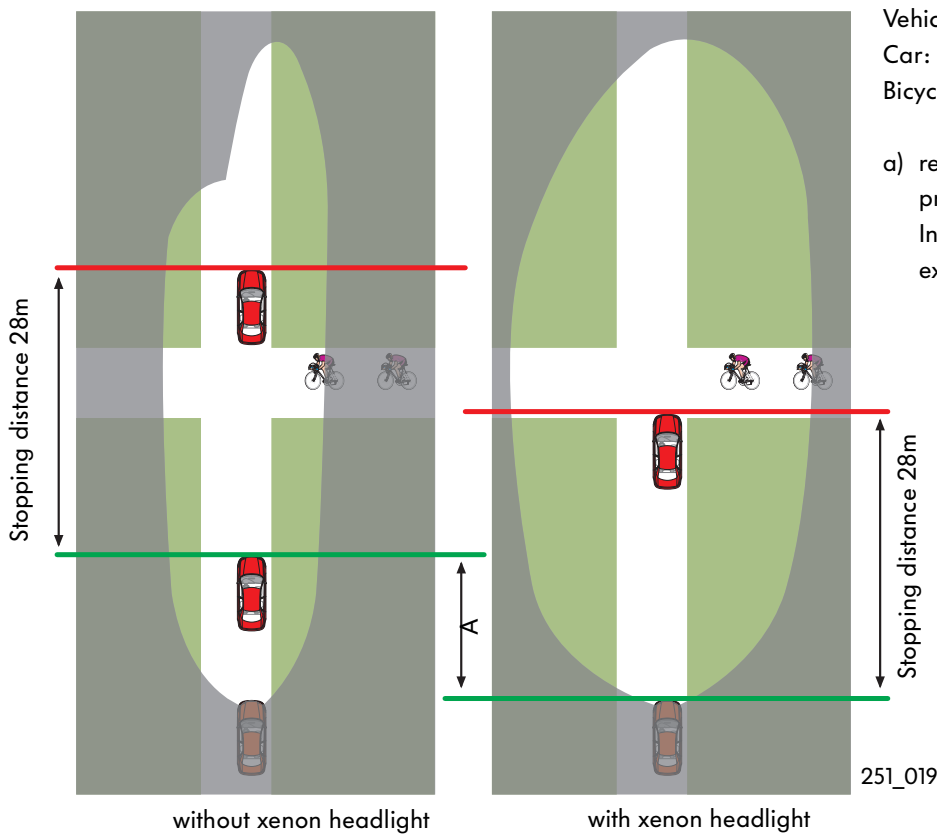 Stopping distance 28m
A
without xenon headlight
with xenon headlight
Stopping distance 28m
Car:
a)
251_019